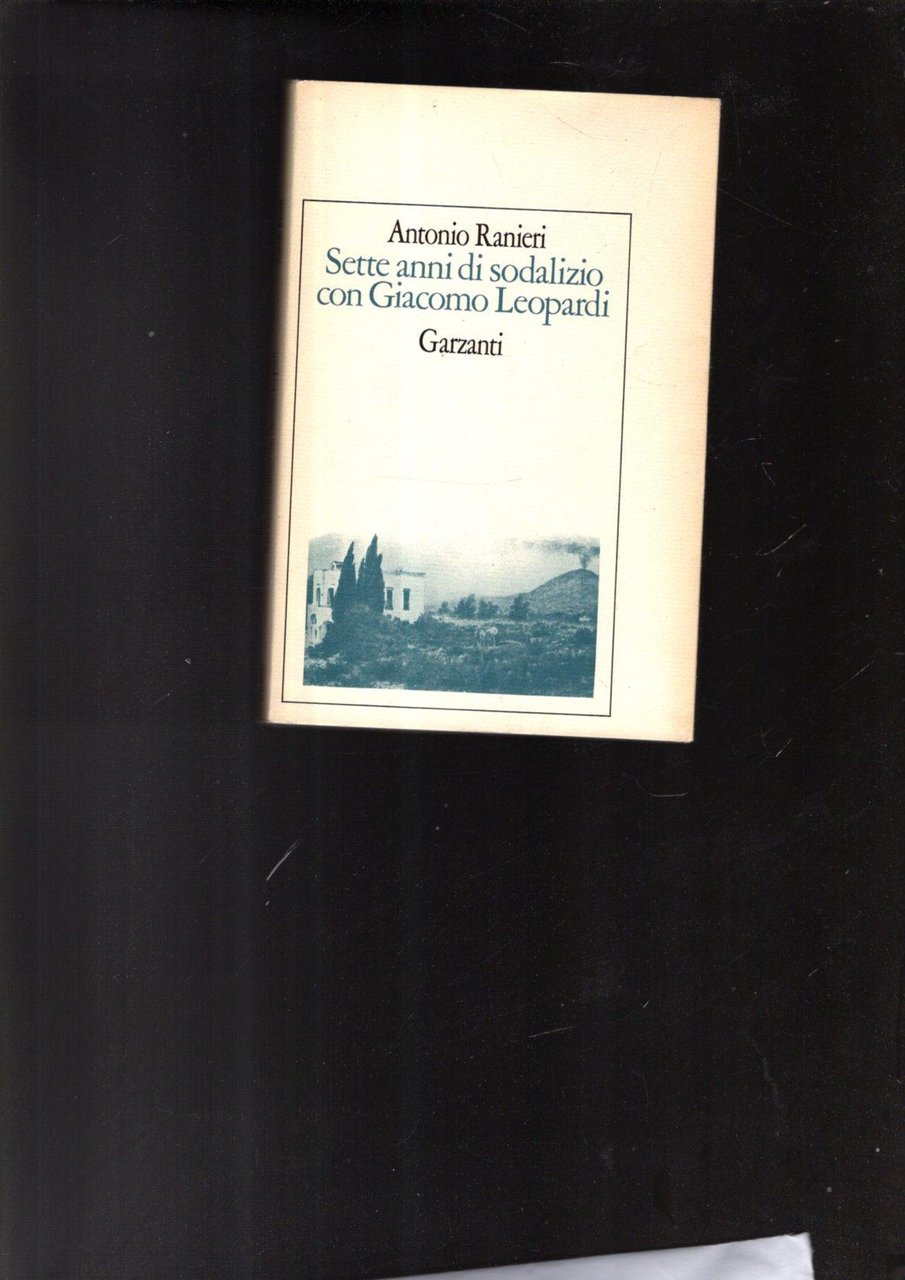 Antonio Ranieri
Sette anni di sodalizio
con Giacomo Leopardi
Garzanti